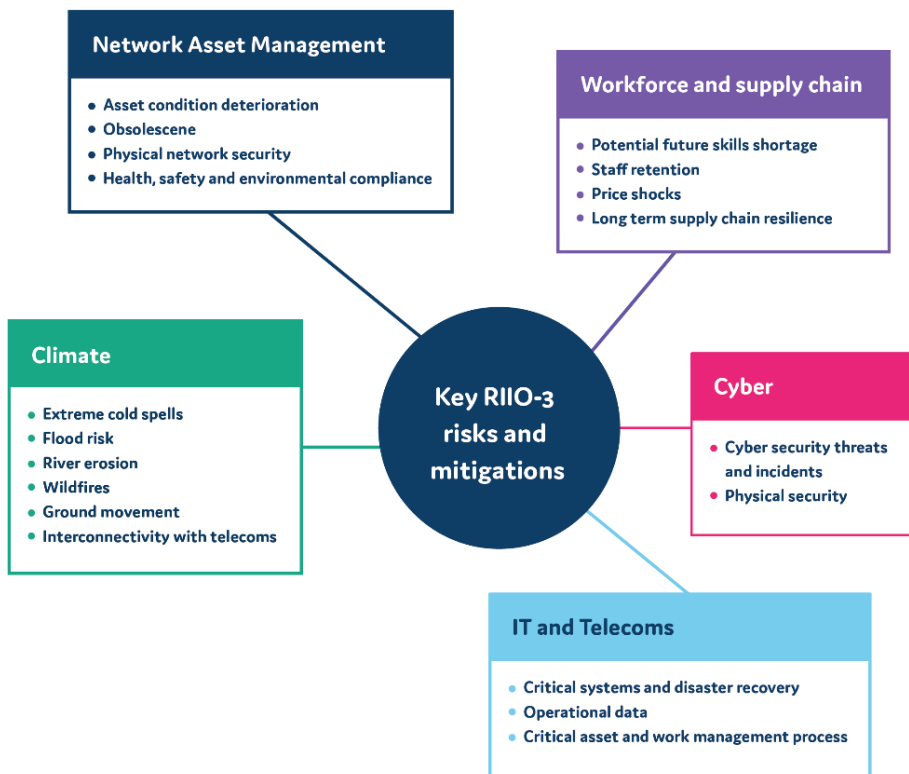 Network Asset Management
Asset condition deterioration
Obsolescene
Physical network security
Health, safety and environmental compliance
Workforce and supply chain
Potential future skills shortage
Staff retention
Price shocks
Long term supply chain resilience
Climate
Extreme cold spells
Flood risk
River erosion
Wildfires
Ground movement
Interconnectivity with telecoms
Key RIIO-3
risks and
mitigations
Cyber
Cyber security threats
and incidents
Physical security
IT and Telecoms
Critical systems and disaster recovery
Operational data
Critical asset and work management process